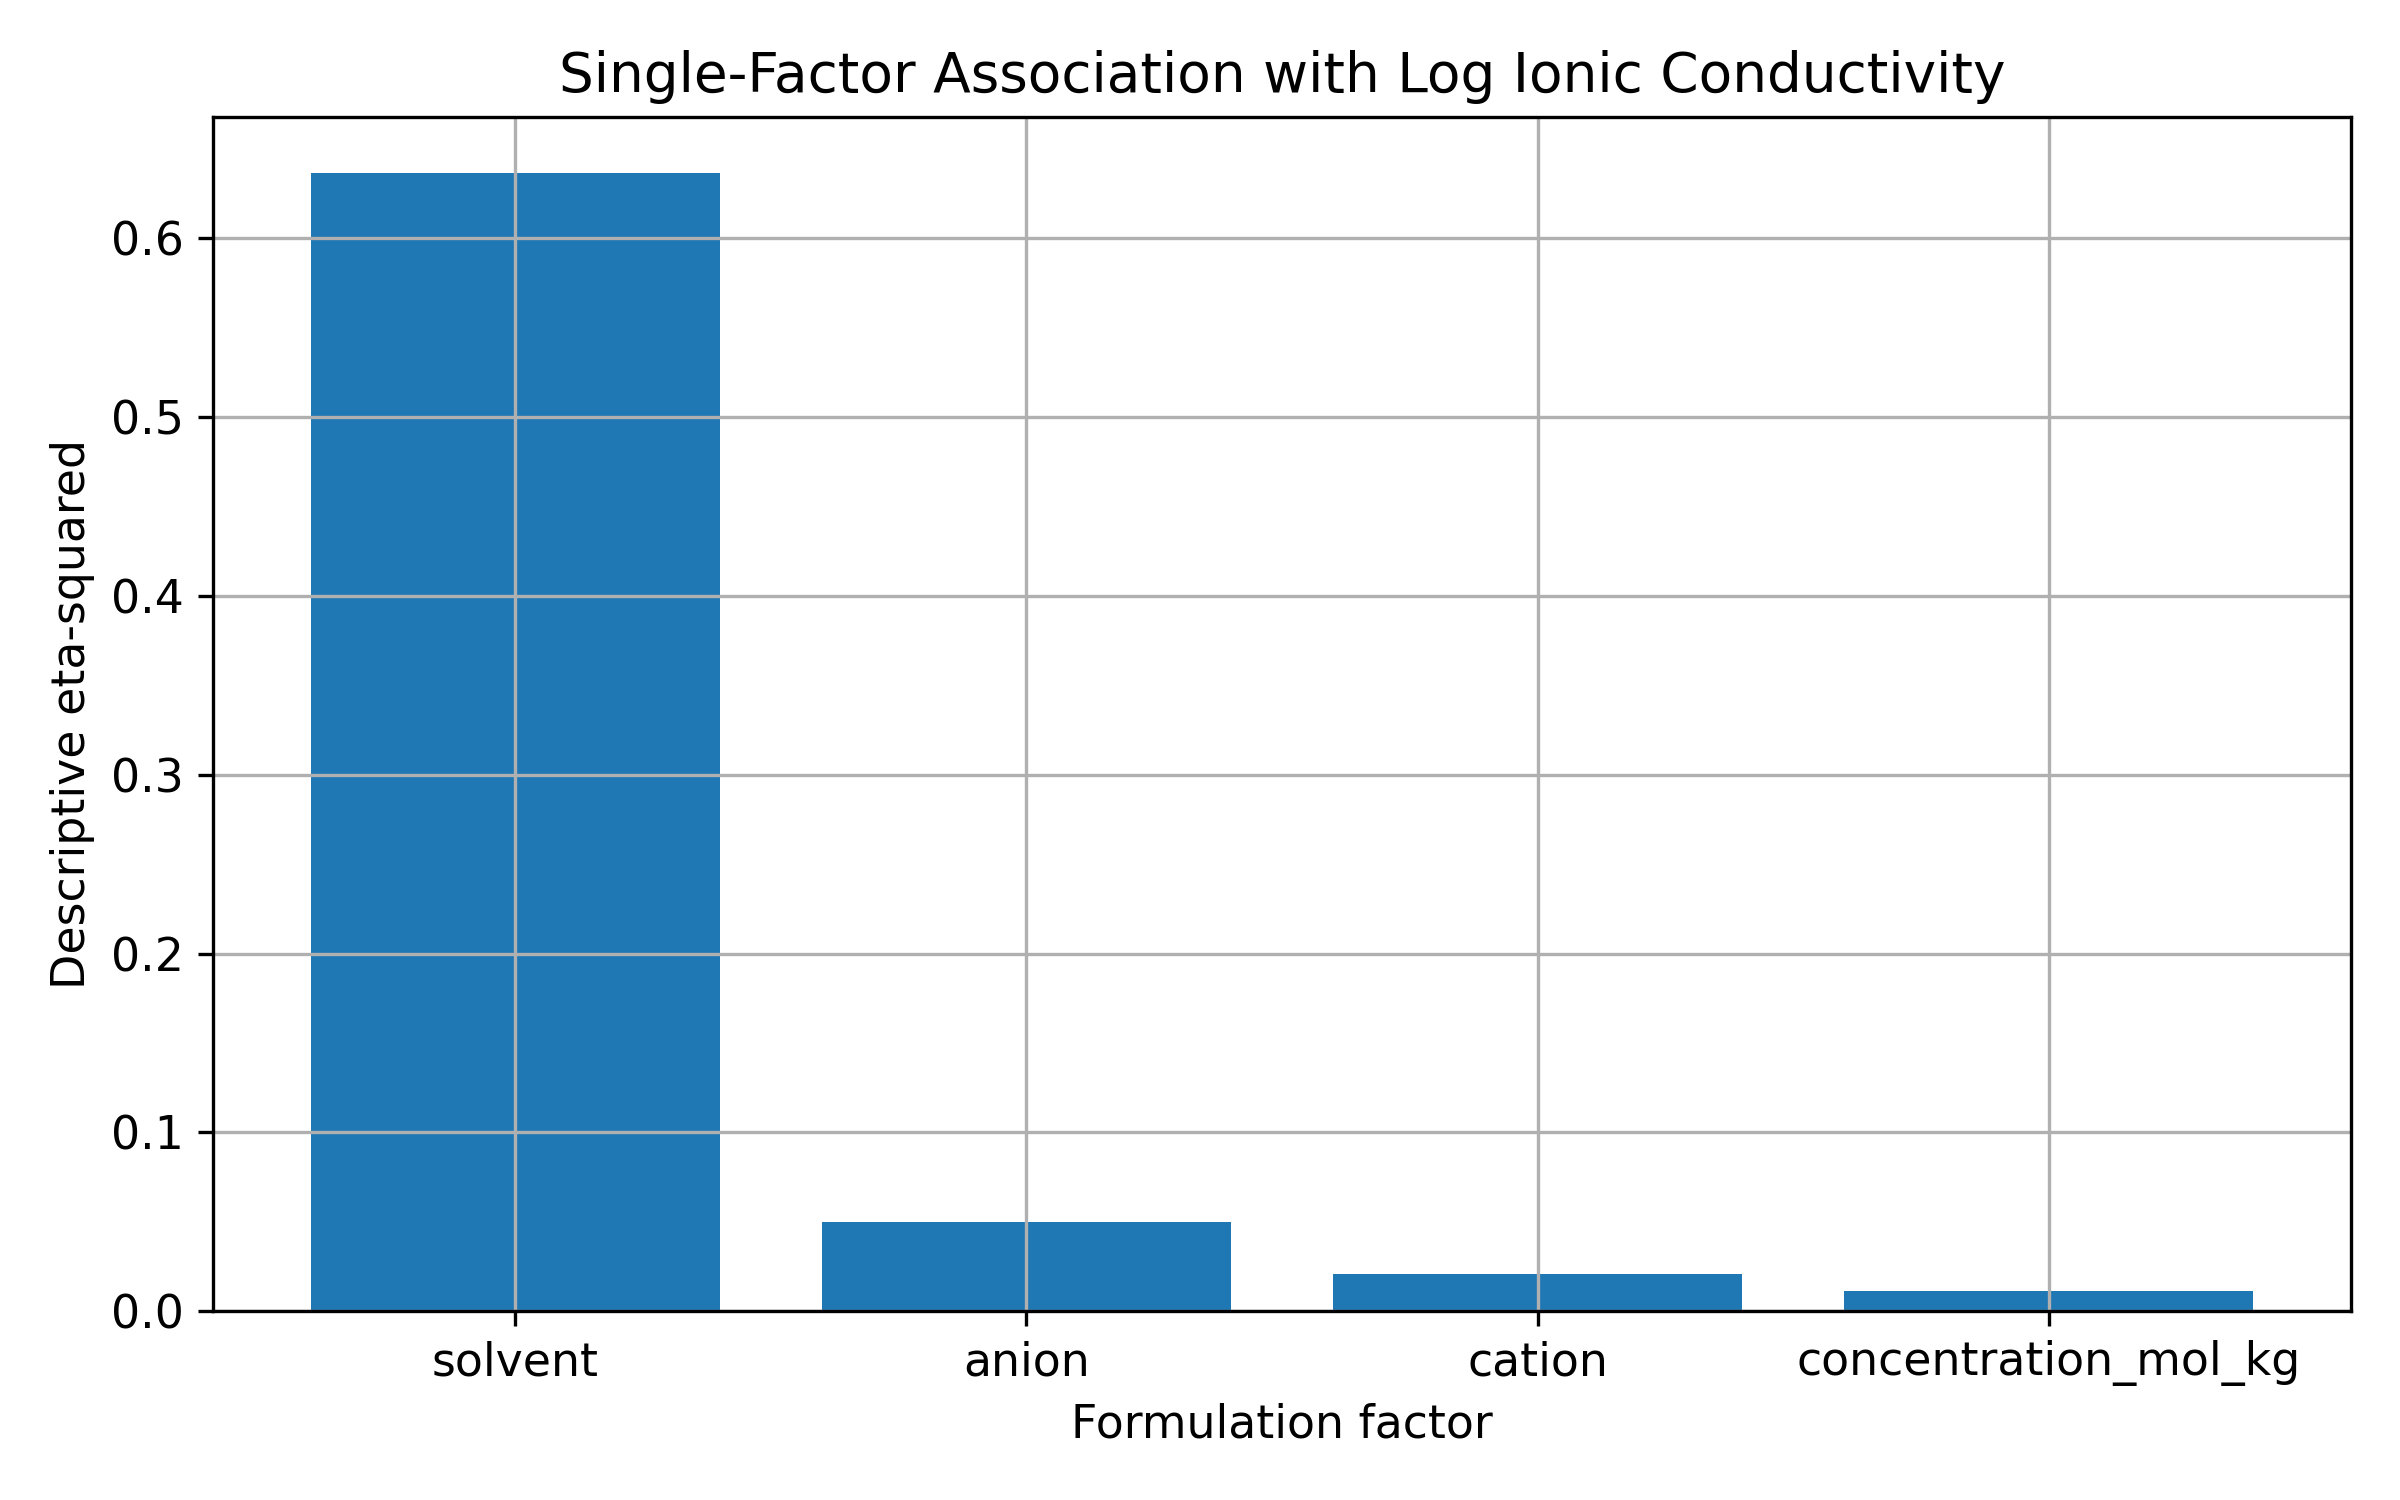 Single-Factor Association with Log Ionic Conductivity
Descriptive eta-squared
0.6
0.5
0.4
0.3
0.2
0.1
0.0
solvent anion cation concentration_mol_kg
Formulation factor